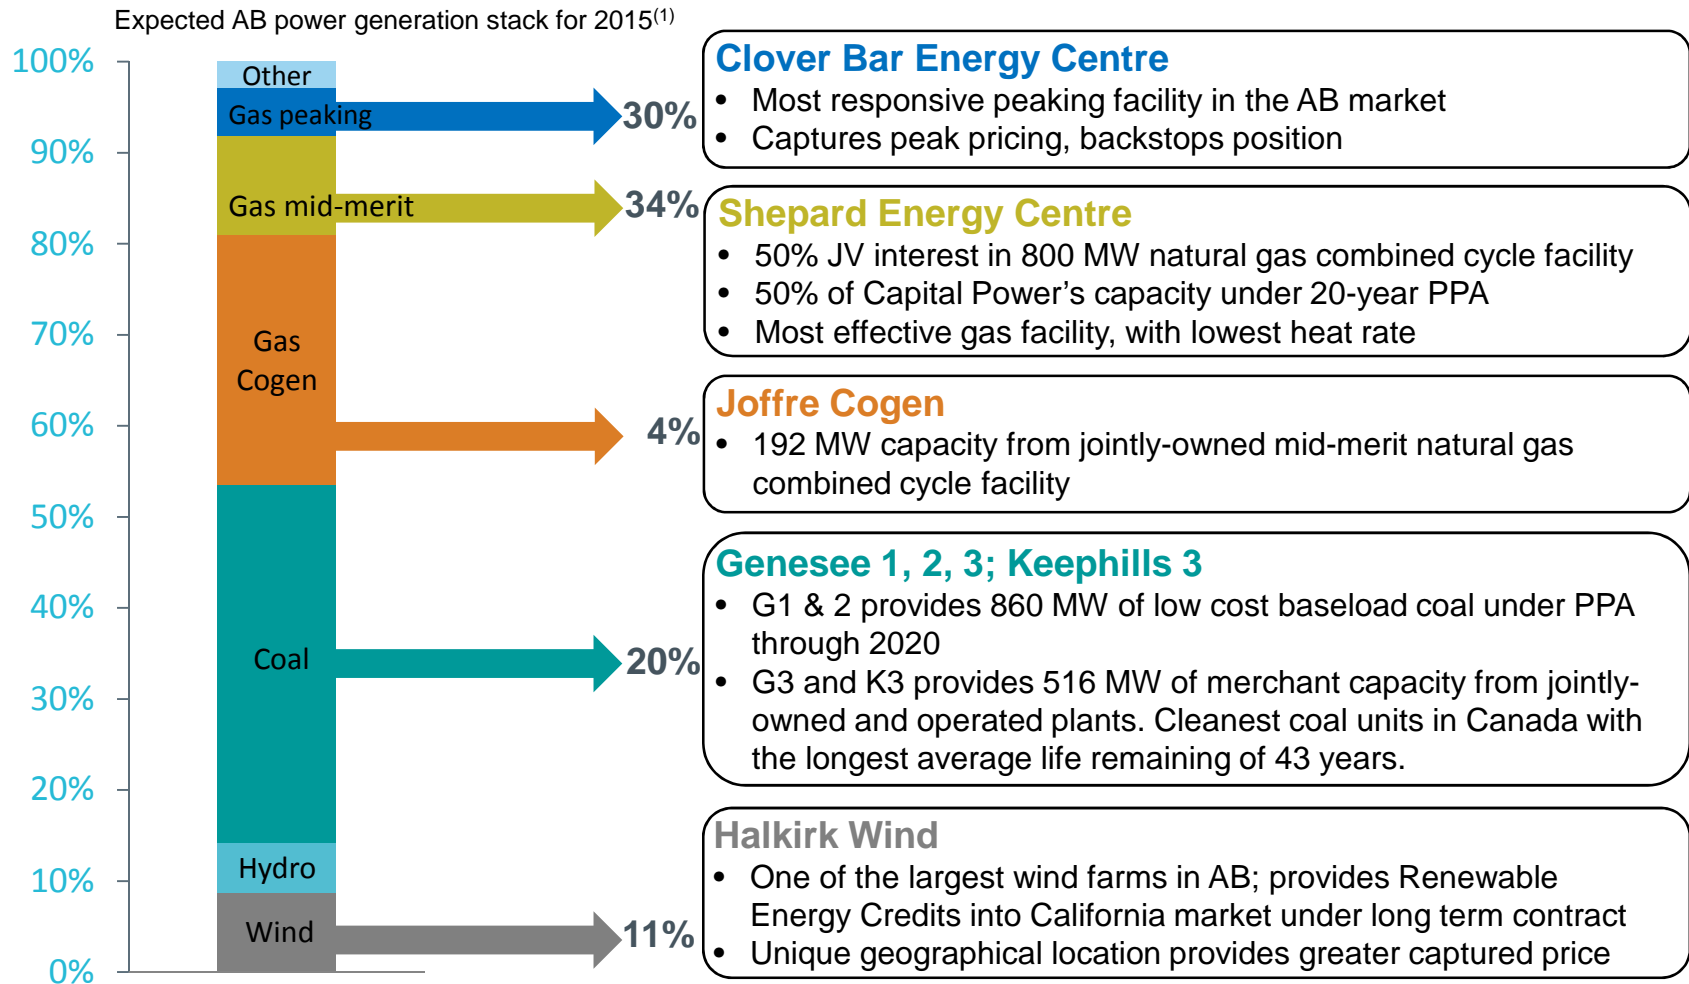 Expected AB power generation stack for 2015(1)
100%
90%
80%
70%
60%
50%
40%
30%
20%
10%
0%
Other
Gas peaking
Gas mid-merit
Gas
Cogen
Coal
Hydro
Wind
30%
34%
4%
20%
11%
Clover Bar Energy Centre
• Most responsive peaking facility in the AB market
• Captures peak pricing, backstops position
Shepard Energy Centre
• 50% JV interest in 800 MW natural gas combined cycle facility
• 50% of Capital Power’s capacity under 20-year PPA
• Most effective gas facility, with lowest heat rate
Joffre Cogen
• 192 MW capacity from jointly-owned mid-merit natural gas
combined cycle facility
Genesee 1, 2, 3; Keephills 3
• G1 & 2 provides 860 MW of low cost baseload coal under PPA
through 2020
• G3 and K3 provides 516 MW of merchant capacity from jointly-
owned and operated plants. Cleanest coal units in Canada with
the longest average life remaining of 43 years.
Halkirk Wind
• One of the largest wind farms in AB; provides Renewable
Energy Credits into California market under long term contract
• Unique geographical location provides greater captured price